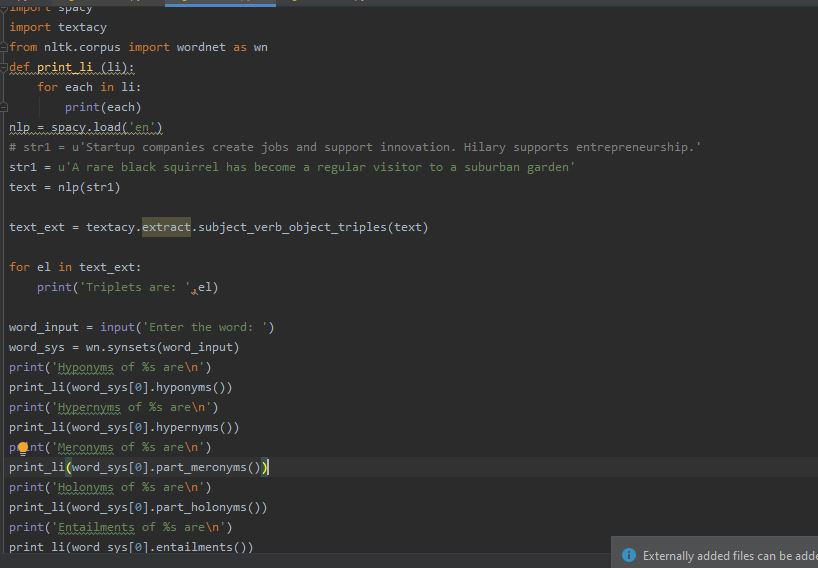 import spacy
import textacy
from nltk.corpus import wordnet as wn
def print_li (li):
    for each in li:
        print(each)
nlp = spacy.load('en')
# str1 = u'Startup companies create jobs and support innovation. Hilary supports entrepreneurship.'
str1 = u'A rare black squirrel has become a regular visitor to a suburban garden'
text = nlp(str1)
text_ext = textacy.extract.subject_verb_object_triples(text)
for el in text_ext:
    print('Triplets are: ',el)
word_input = input('Enter the word: ')
word_sys = wn.synsets(word_input)
print('Hyponyms of %s are\n')
print_li(word_sys[0].hyponyms())
print('Hypernyms of %s are\n')
print_li(word_sys[0].hypernyms())
print('Meronyms of %s are\n')
print_li(word_sys[0].part_meronyms())
print('Holonyms of %s are\n')
print_li(word_sys[0].part_holonyms())
print('Entailments of %s are\n')
print_li(word_sys[0].entailments())
Externally added files can be